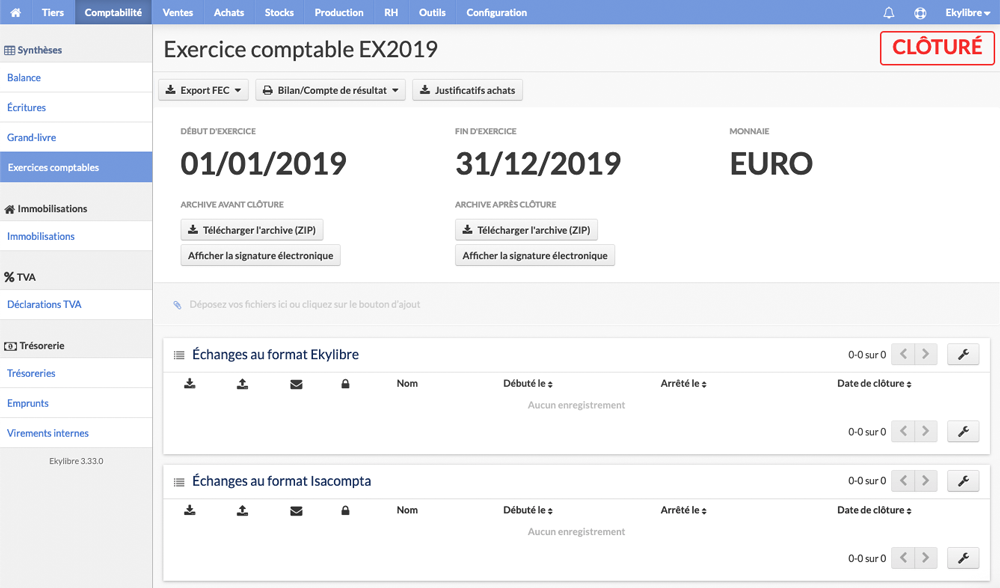 Tiers Comptabilité Ventes Achats Stocks Production RH Outils Configuration Ekylibre
Synthèses
Balance
Écritures
Grand-livre
Exercices comptables
Immobilisations
Immobilisations
TVA
Déclarations TVA
Trésorerie
Trésoreries
Emprunts
Virements internes
Ekylibre 3.33.0
Exercice comptable EX2019
CLÔTURÉ
Export FEC Bilan/Compte de résultat Justificatifs achats
DÉBUT D'EXERCICE FIN D'EXERCICE MONNAIE
01/01/2019 31/12/2019 EURO
ARCHIVE AVANT CLÔTURE ARCHIVE APRÈS CLÔTURE
Télécharger l'archive (ZIP) Télécharger l'archive (ZIP)
Afficher la signature électronique Afficher la signature électronique
Déposez vos fichiers ici ou cliquez sur le bouton d'ajout
Échanges au format Ekylibre 0-0 sur 0
Nom Débuté le Arrêté le Date de clôture
Aucun enregistrement
0-0 sur 0
Échanges au format Isacompta 0-0 sur 0
Nom Débuté le Arrêté le Date de clôture
Aucun enregistrement
0-0 sur 0